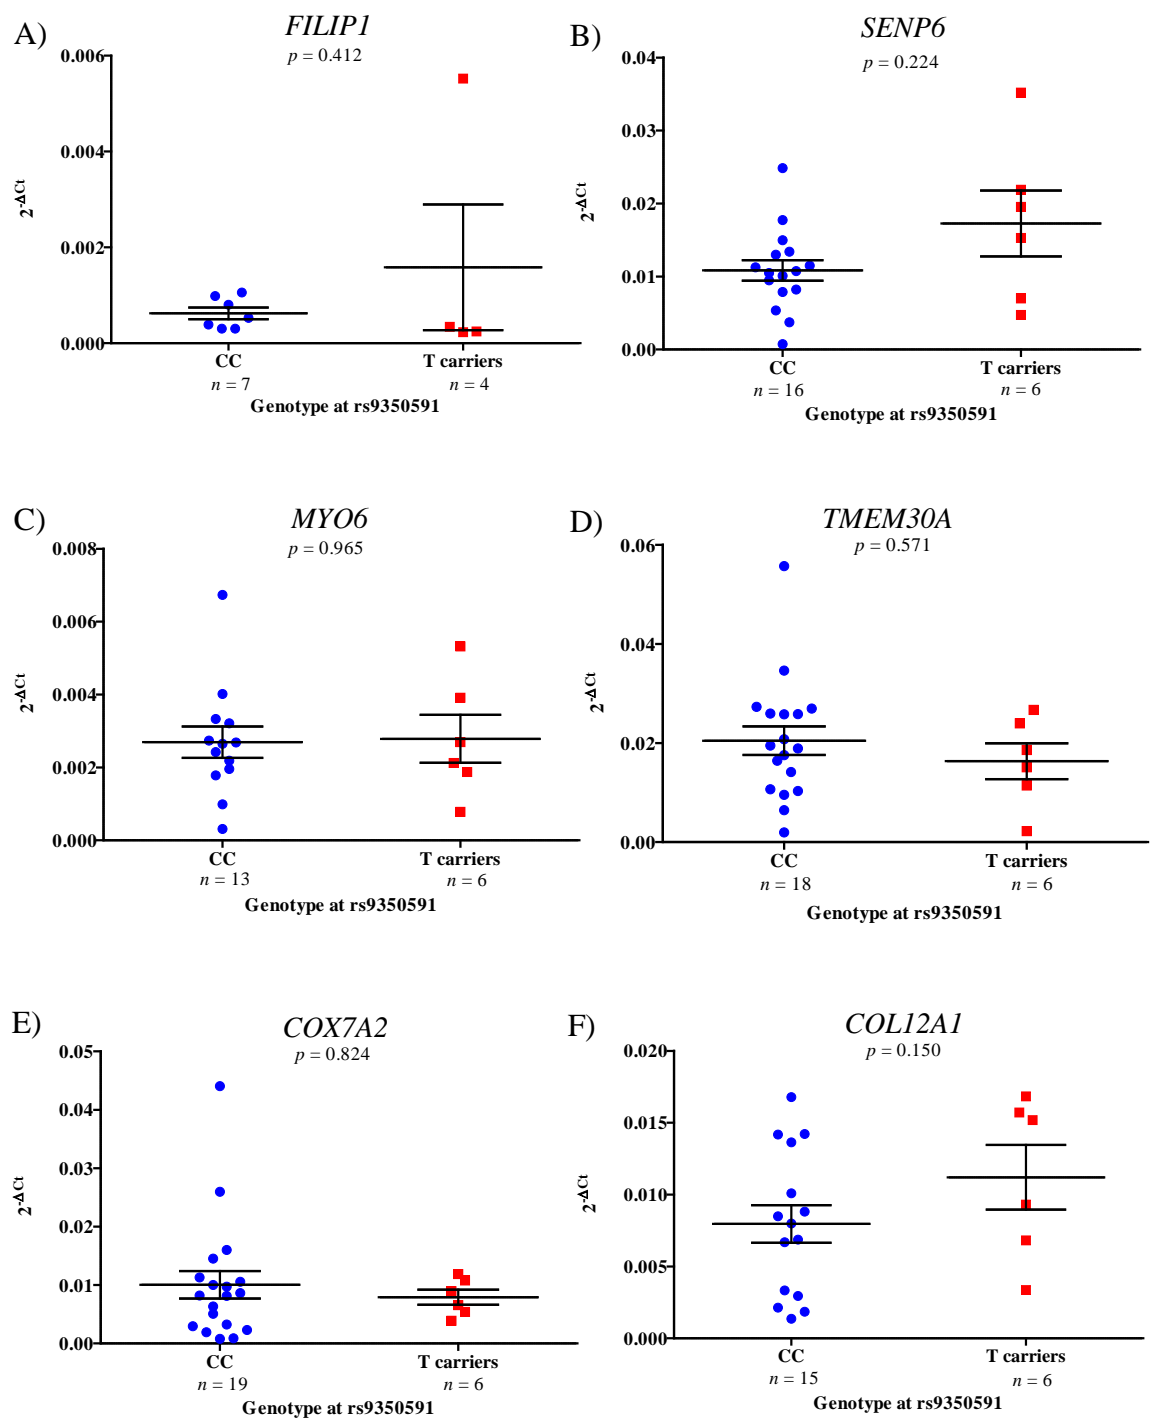 A)
FILIP1
p = 0.412
0.006
0.004
0.002
0.000
2-ΔCt
CC
T carriers
n = 7
n = 4
Genotype at rs9350591
B)
SENP6
p = 0.224
0.04
0.03
0.02
0.01
0.00
2-ΔCt
CC
T carriers
n = 16
n = 6
Genotype at rs9350591
C)
MYO6
p = 0.965
0.008
0.006
0.004
0.002
0.000
2-ΔCt
CC
T carriers
n = 13
n = 6
Genotype at rs9350591
D)
TMEM30A
p = 0.571
0.06
0.04
0.02
0.00
2-ΔCt
CC
T carriers
n = 18
n = 6
Genotype at rs9350591
E)
COX7A2
p = 0.824
0.05
0.04
0.03
0.02
0.01
0.00
2-ΔCt
CC
T carriers
n = 19
n = 6
Genotype at rs9350591
F)
COL12A1
p = 0.150
0.020
0.015
0.010
0.005
0.000
2-ΔCt
CC
T carriers
n = 15
n = 6
Genotype at rs9350591